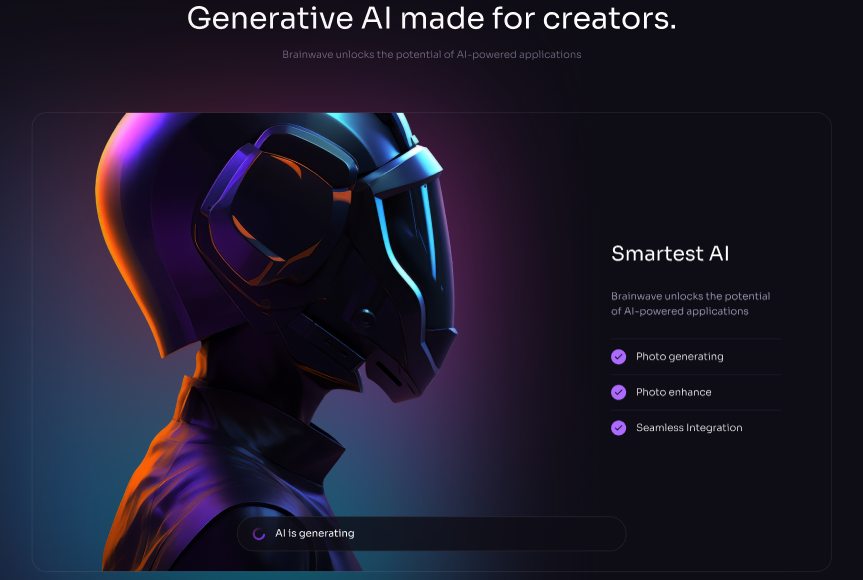 Generative AI made for creators.
Brainwave unlocks the potential of AI-powered applications
Smartest AI
Brainwave unlocks the potential
of AI-powered applications
Photo generating
Photo enhance
Seamless Integration
AI is generating